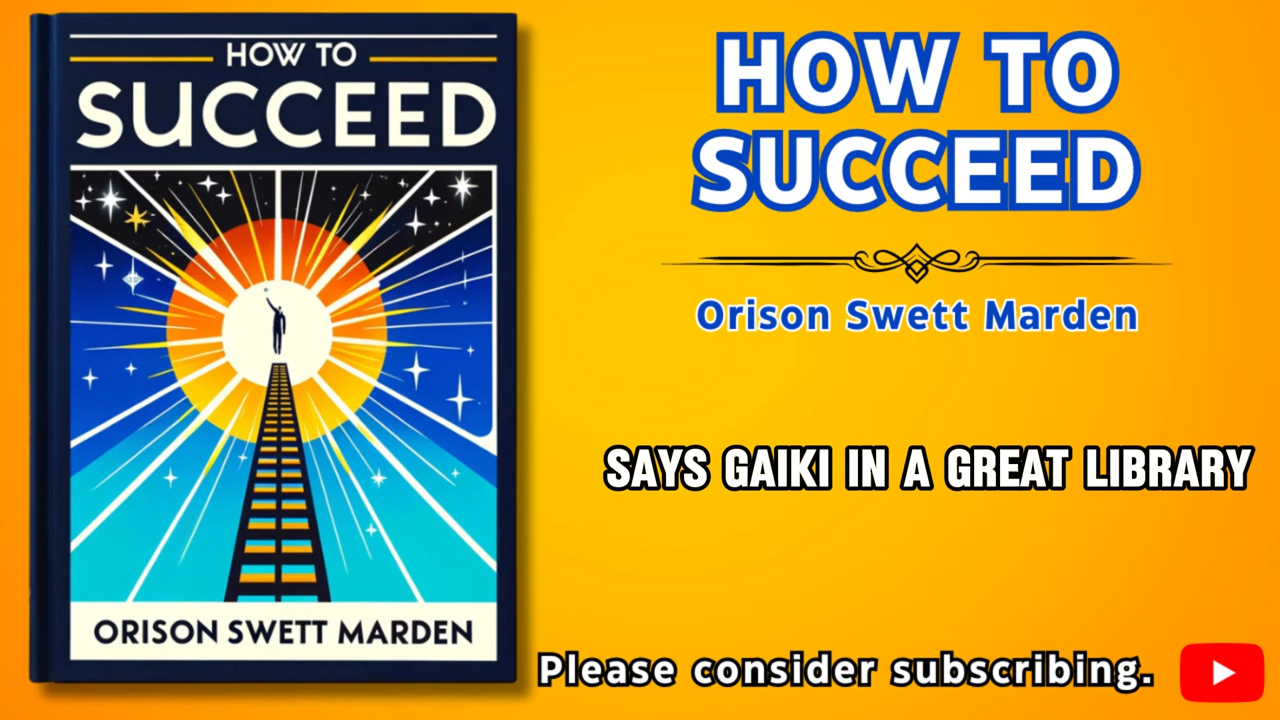 HOW TO
SUCCEED
ORISON SWETT MARDEN
HOW TO
SUCCEED
Orison Swett Marden
SAYS GAIKI IN A GREAT LIBRARY
Please consider subscribing.